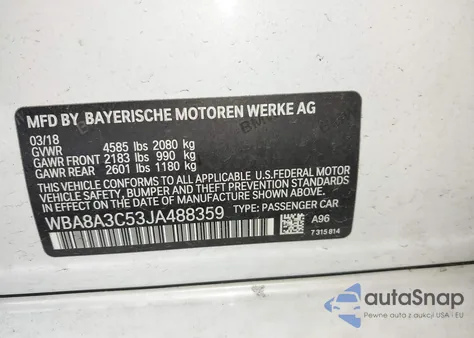 MFD BY BAYERISCHE MOTOREN WERKE AG
03/18
GVWR 4585 lbs 2080 kg
GAWR FRONT 2183 lbs 990 kg
GAWR REAR 2601 lbs 1180 kg
THIS VEHICLE CONFORMS TO ALL APPLICABLE U.S. FEDERAL MOTOR
VEHICLE SAFETY, BUMPER, AND THEFT PREVENTION STANDARDS
IN EFFECT ON THE DATE OF MANUFACTURE SHOWN ABOVE.
WBA8A3C53JA488359 TYPE: PASSENGER CAR
A96
7 315 814
autoSnap
Pewne auta z aukcji USA i EU